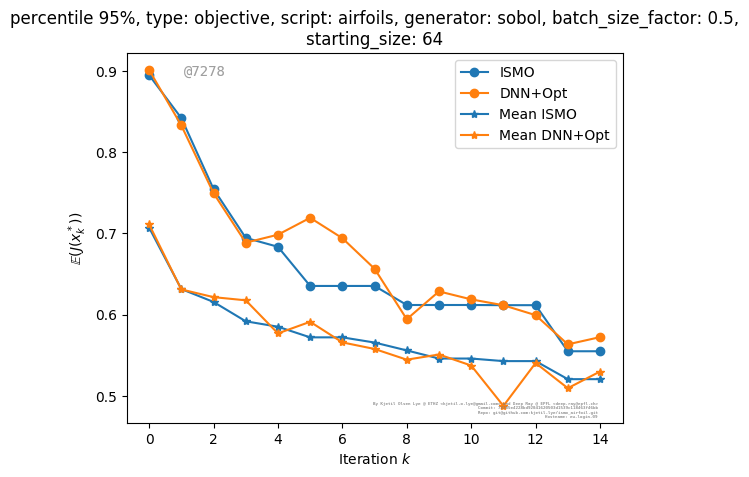 percentile 95%, type: objective, script: airfoils, generator: sobol, batch_size_factor: 0.5,
starting_size: 64
@7278
ISMO
DNN+Opt
Mean ISMO
Mean DNN+Opt
0.9
0.8
0.7
0.6
0.5
𝔼(J(x*ₖ))
0 2 4 6 8 10 12 14
Iteration k